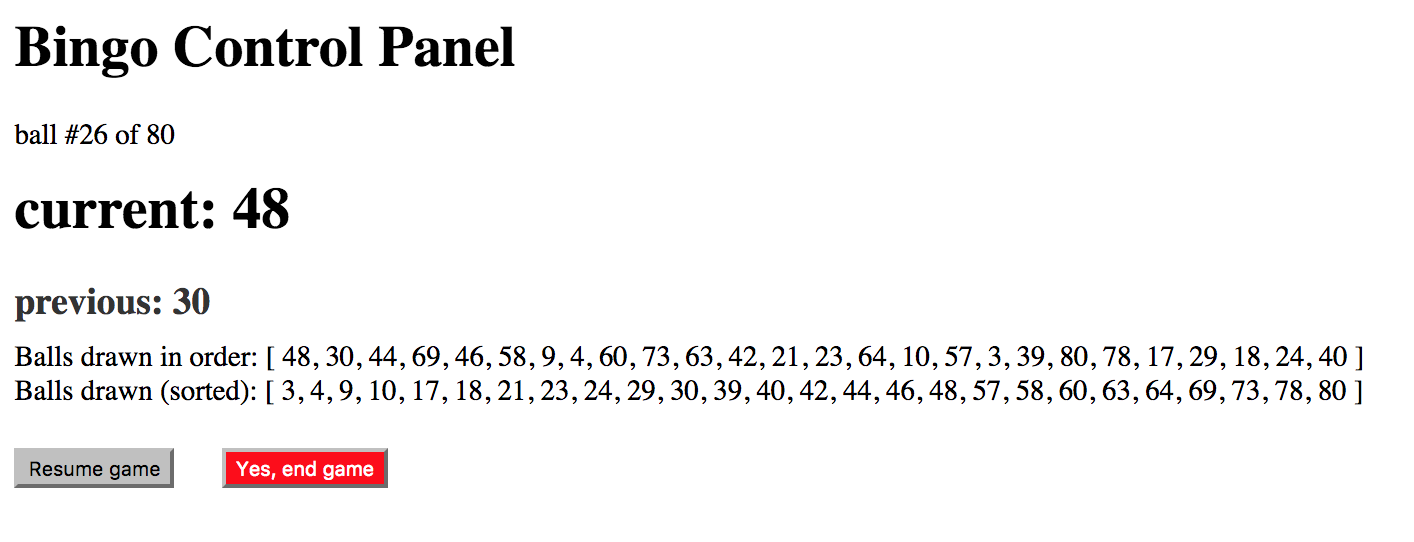 Bingo Control Panel
ball #26 of 80
current: 48
previous: 30
Balls drawn in order: [ 48, 30, 44, 69, 46, 58, 9, 4, 60, 73, 63, 42, 21, 23, 64, 10, 57, 3, 39, 80, 78, 17, 29, 18, 24, 40 ]
Balls drawn (sorted): [ 3, 4, 9, 10, 17, 18, 21, 23, 24, 29, 30, 39, 40, 42, 44, 46, 48, 57, 58, 60, 63, 64, 69, 73, 78, 80 ]
Resume game Yes, end game